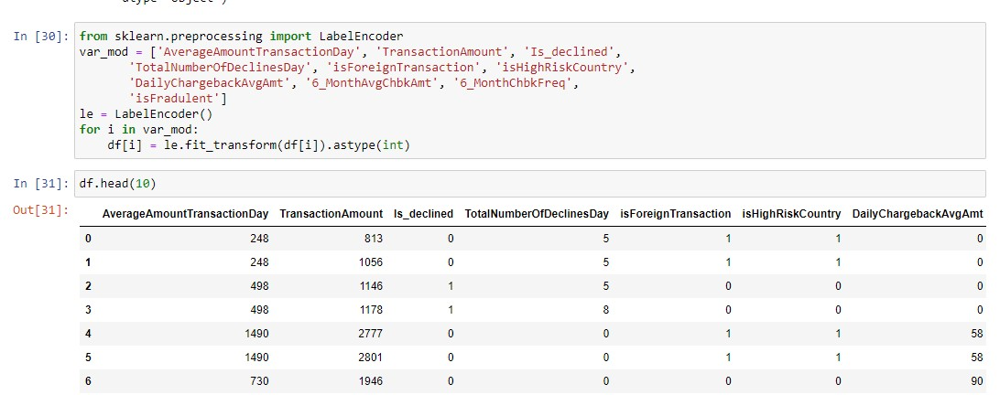 In [30]: from sklearn.preprocessing import LabelEncoder
var_mod = ['AverageAmountTransactionDay', 'TransactionAmount', 'Is_declined',
       'TotalNumberOfDeclinesDay', 'isForeignTransaction', 'isHighRiskCountry',
       'DailyChargebackAvgAmt', '6_MonthAvgChbkAmt', '6_MonthChbkFreq',
       'isFradulent']
le = LabelEncoder()
for i in var_mod:
    df[i] = le.fit_transform(df[i]).astype(int)
In [31]: df.head(10)
Out[31]:
AverageAmountTransactionDay TransactionAmount Is_declined TotalNumberOfDeclinesDay isForeignTransaction isHighRiskCountry DailyChargebackAvgAmt
0 248 813 0 5 1 1 0
1 248 1056 0 5 1 1 0
2 498 1146 1 5 0 0 0
3 498 1178 1 8 0 0 0
4 1490 2777 0 0 1 1 58
5 1490 2801 0 0 1 1 58
6 730 1946 0 0 0 0 90